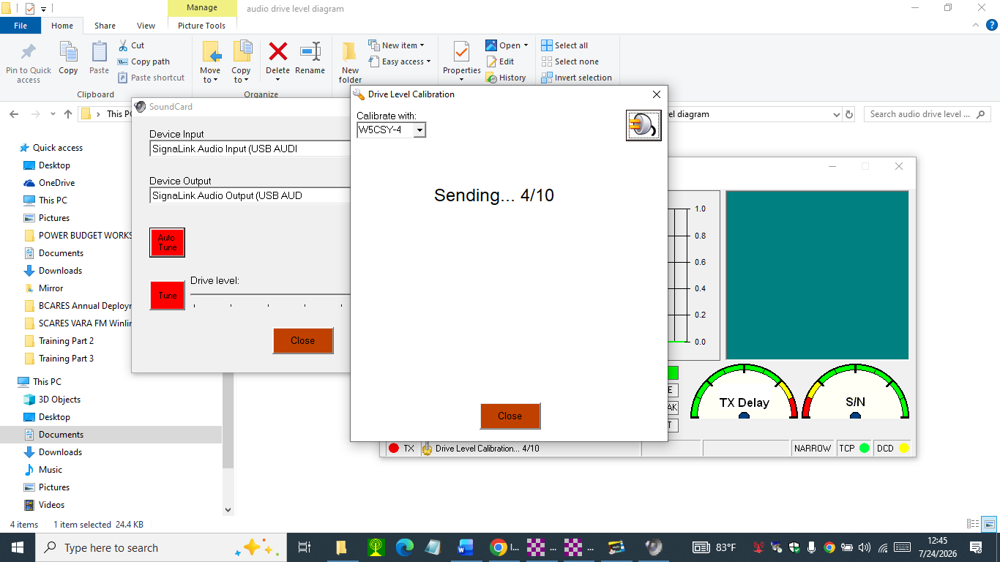 Manage
audio drive level diagram
File
Home
Share
View
Picture Tools
Pin to Quick access
Copy
Paste
Cut
Copy path
Paste shortcut
Clipboard
Move to
Copy to
Delete
Rename
Organize
New folder
New item
Easy access
Properties
Open
Edit
History
Select all
Select none
Invert selection
This PC
el diagram
Search audio drive level ...
Quick access
Desktop
OneDrive
This PC
Pictures
POWER BUDGET WORKS
Documents
Downloads
Mirror
BCARES Annual Deployr
SCARES VARA FM Winlin
Training Part 2
Training Part 3
This PC
3D Objects
Desktop
Documents
Downloads
Music
Pictures
Videos
4 items
1 item selected 24.4 KB
SoundCard
Device Input
SignaLink Audio Input (USB AUDI
Device Output
SignaLink Audio Output (USB AUD
Auto
Tune
Tune
Drive level:
Close
Drive Level Calibration
Calibrate with:
W5CSY-4
Sending... 4/10
Close
1.0
0.8
0.6
0.4
0.2
0.0
E
AK
T
TX Delay
S/N
TX
Drive Level Calibration... 4/10
NARROW
TCP
DCD
Type here to search
I...
...
...
83°F
12:45
7/24/2026